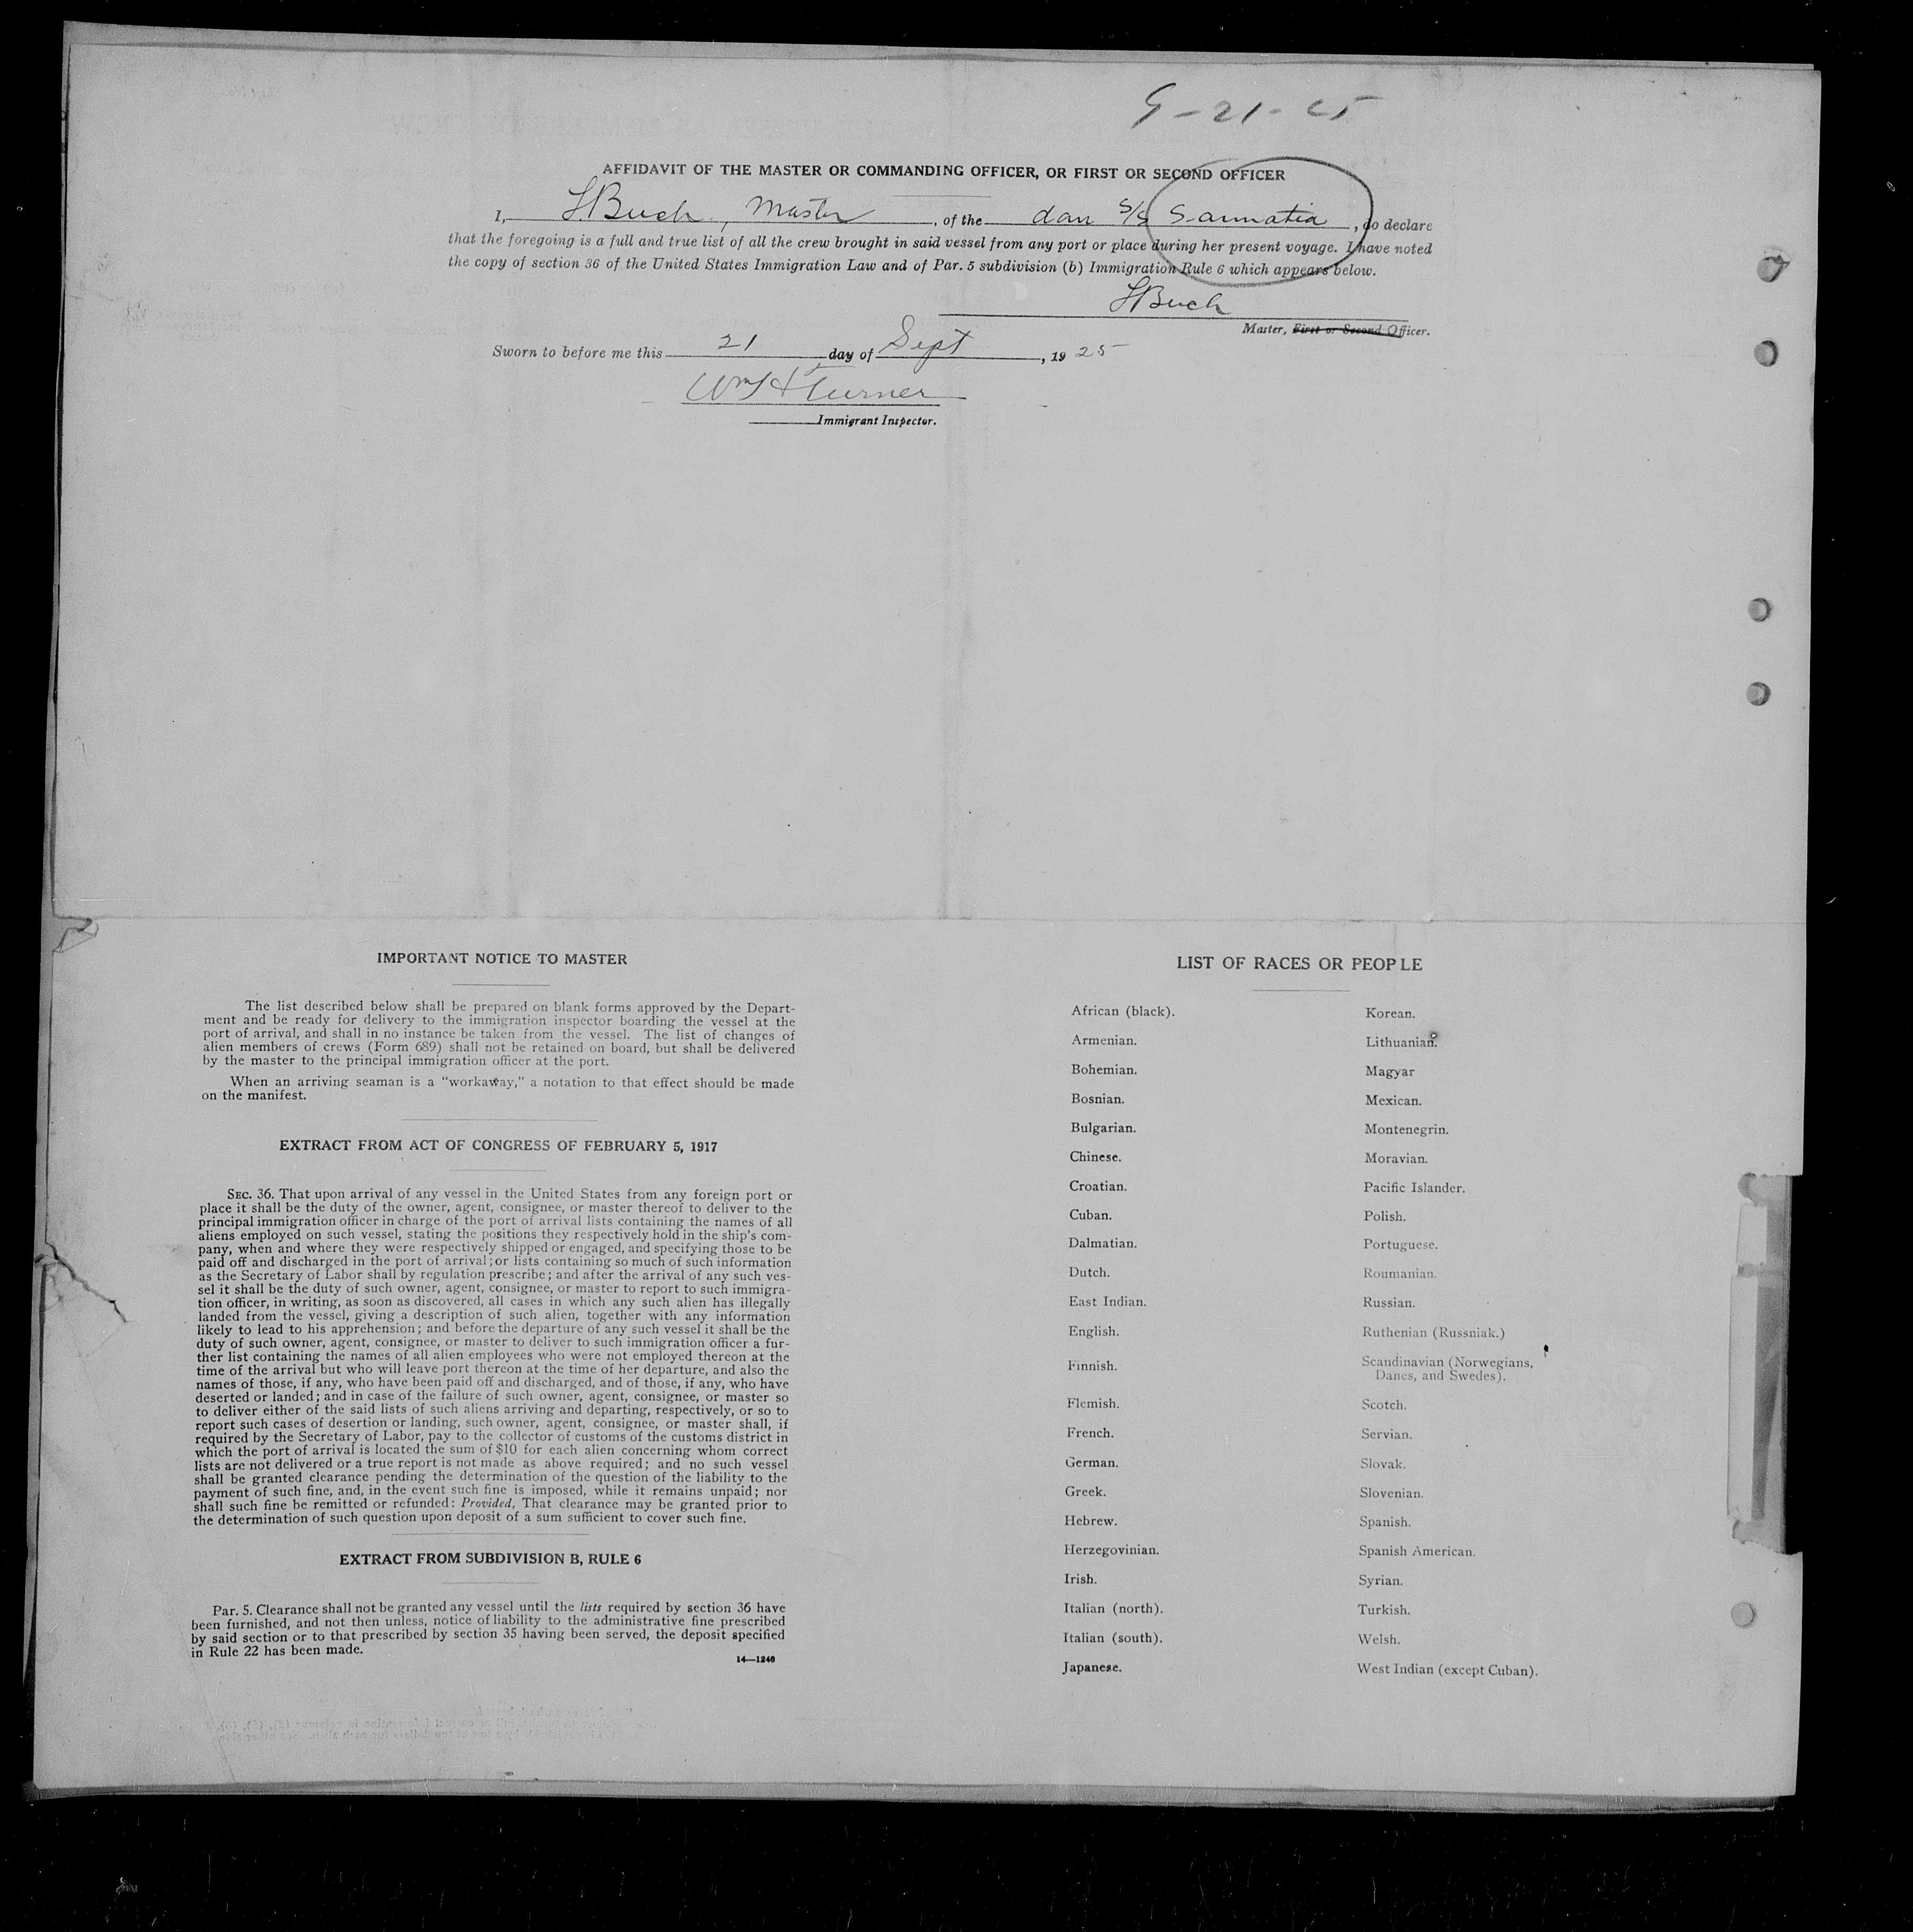 9-21-25
AFFIDAVIT OF THE MASTER OR COMMANDING OFFICER, OR FIRST OR SECOND OFFICER
I, Buch, Master, of the dan S/S Sarmatia, do declare
that the foregoing is a full and true list of all the crew brought in said vessel from any port or place during her present voyage. I have noted
the copy of section 36 of the United States Immigration Law and of Par. 5 subdivision (b) Immigration Rule 6 which appears below.
Buch
Master, First or Second Officer.
Sworn to before me this 21 day of Sept, 1925
Wm H Turner
Immigrant Inspector.
IMPORTANT NOTICE TO MASTER
The list described below shall be prepared on blank forms approved by the Depart-
ment and be ready for delivery to the immigration inspector boarding the vessel at the
port of arrival, and shall in no instance be taken from the vessel. The list of changes of
alien members of crews (Form 689) shall not be retained on board, but shall be delivered
by the master to the principal immigration officer at the port.
When an arriving seaman is a "workaway," a notation to that effect should be made
on the manifest.
EXTRACT FROM ACT OF CONGRESS OF FEBRUARY 5, 1917
SEC. 36. That upon arrival of any vessel in the United States from any foreign port or
place it shall be the duty of the owner, agent, consignee, or master thereof to deliver to the
principal immigration officer in charge of the port of arrival lists containing the names of all
aliens employed on such vessel, stating the positions they respectively hold in the ship's com-
pany, when and where they were respectively shipped or engaged, and specifying those to be
paid off and discharged in the port of arrival; or lists containing so much of such information
as the Secretary of Labor shall by regulation prescribe; and after the arrival of any such ves-
sel it shall be the duty of such owner, agent, consignee, or master to report to such immigra-
tion officer, in writing, as soon as discovered, all cases in which any such alien has illegally
landed from the vessel, giving a description of such alien, together with any information
likely to lead to his apprehension; and before the departure of any such vessel it shall be the
duty of such owner, agent, consignee, or master to deliver to such immigration officer a fur-
ther list containing the names of all alien employees who were not employed thereon at the
time of the arrival but who will leave port thereon at the time of her departure, and also the
names of those, if any, who have been paid off and discharged, and of those, if any, who have
deserted or landed; and in case of the failure of such owner, agent, consignee, or master so
to deliver either of the said lists of such aliens arriving and departing, respectively, or so to
report such cases of desertion or landing, such owner, agent, consignee, or master shall, if
required by the Secretary of Labor, pay to the collector of customs of the customs district in
which the port of arrival is located the sum of $10 for each alien concerning whom correct
lists are not delivered or a true report is not made as above required; and no such vessel
shall be granted clearance pending the determination of the question of the liability to the
payment of such fine, and, in the event such fine is imposed, while it remains unpaid; nor
shall such fine be remitted or refunded: Provided, That clearance may be granted prior to
the determination of such question upon deposit of a sum sufficient to cover such fine.
EXTRACT FROM SUBDIVISION B, RULE 6
Par. 5. Clearance shall not be granted any vessel until the lists required by section 36 have
been furnished, and not then unless, notice of liability to the administrative fine prescribed
by said section or to that prescribed by section 35 having been served, the deposit specified
in Rule 22 has been made.
14—1240
LIST OF RACES OR PEOPLE
African (black).
Armenian.
Bohemian.
Bosnian.
Bulgarian.
Chinese.
Croatian.
Cuban.
Dalmatian.
Dutch.
East Indian.
English.
Finnish.
Flemish.
French.
German.
Greek.
Hebrew.
Herzegovinian.
Irish.
Italian (north).
Italian (south).
Japanese.
Korean.
Lithuanian.
Magyar
Mexican.
Montenegrin.
Moravian.
Pacific Islander.
Polish.
Portuguese.
Roumanian.
Russian.
Ruthenian (Russniak.)
Scandinavian (Norwegians,
Danes, and Swedes).
Scotch.
Servian.
Slovak.
Slovenian.
Spanish.
Spanish American.
Syrian.
Turkish.
Welsh.
West Indian (except Cuban).